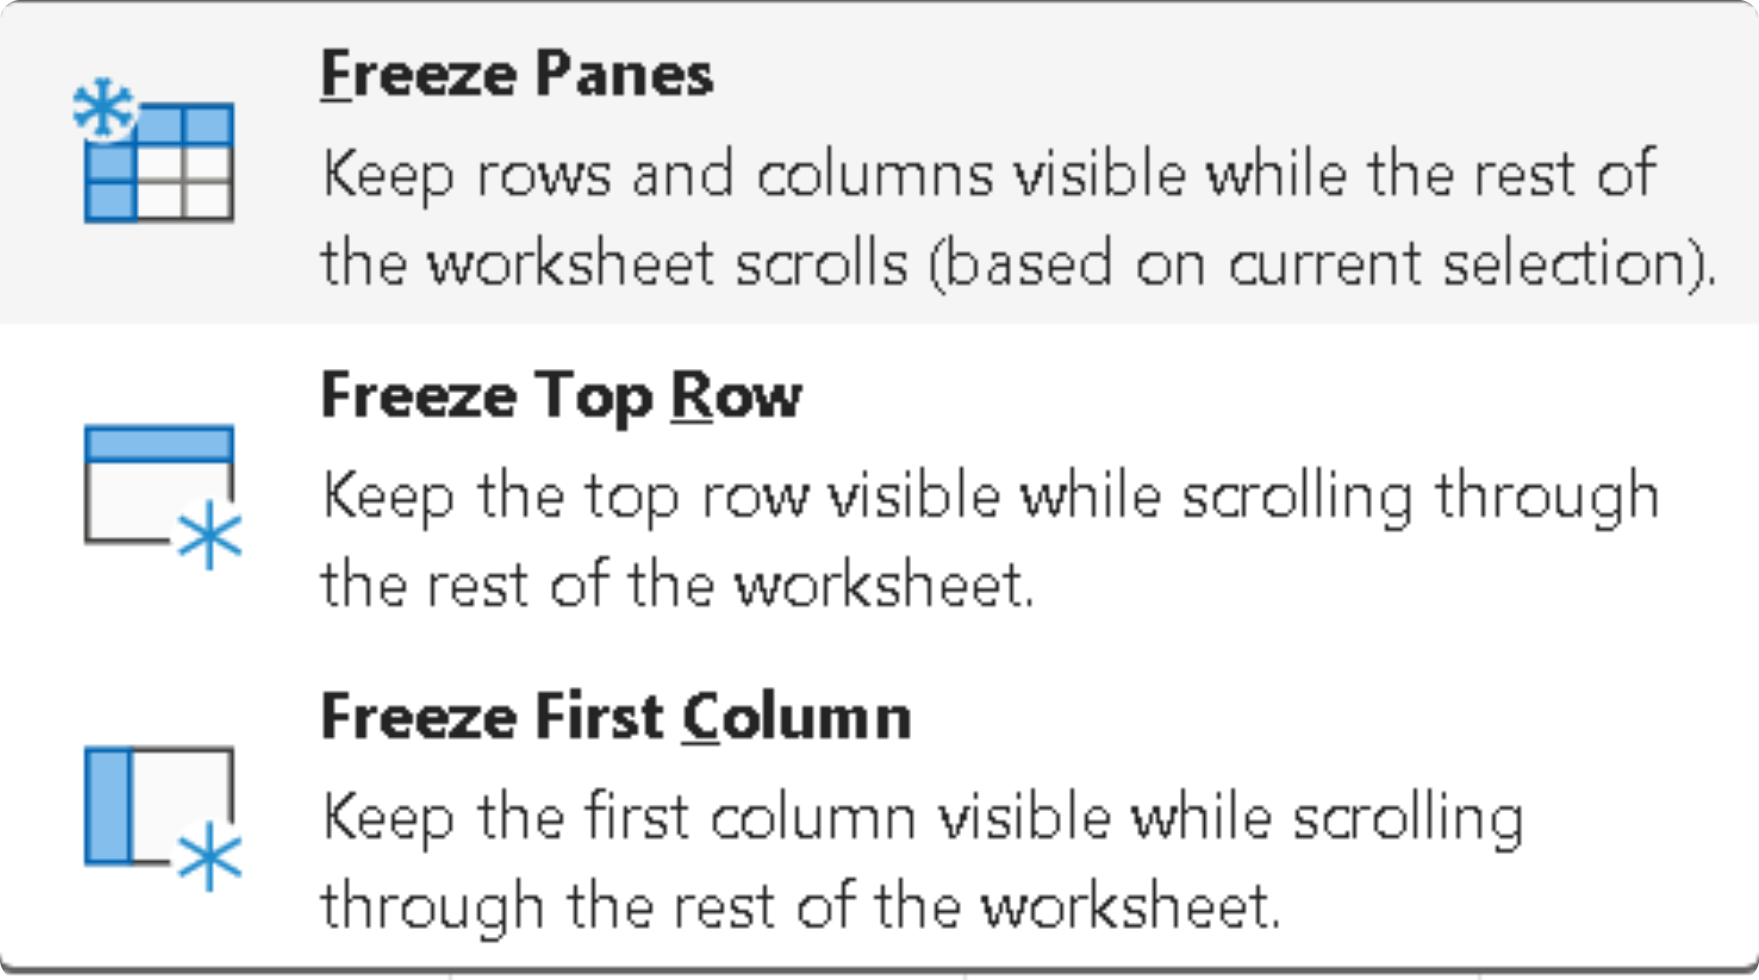 Freeze Panes
Keep rows and columns visible while the rest of
the worksheet scrolls (based on current selection).
Freeze Top Row
Keep the top row visible while scrolling through
the rest of the worksheet.
Freeze First Column
Keep the first column visible while scrolling
through the rest of the worksheet.